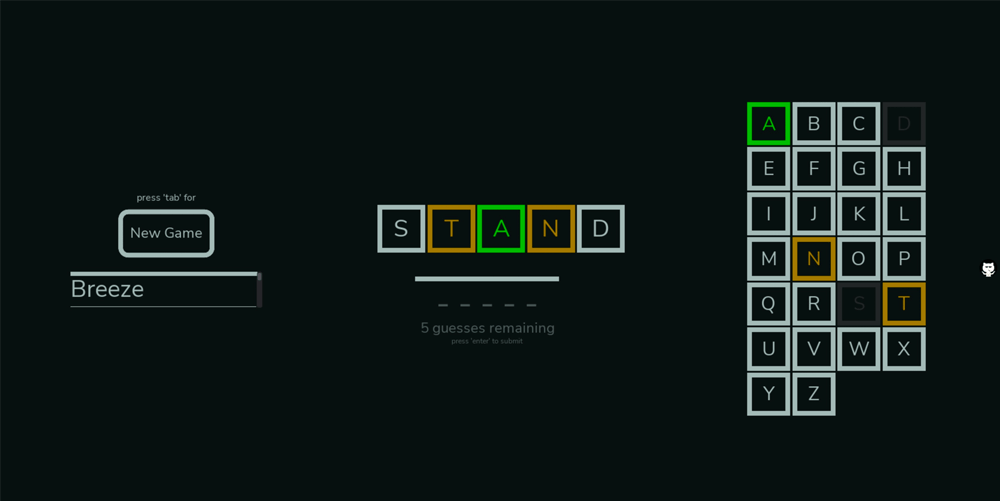 press 'tab' for
New Game
Breeze
S T A N D
5 guesses remaining
press 'enter' to submit
A B C D
E F G H
I J K L
M N O P
Q R S T
U V W X
Y Z